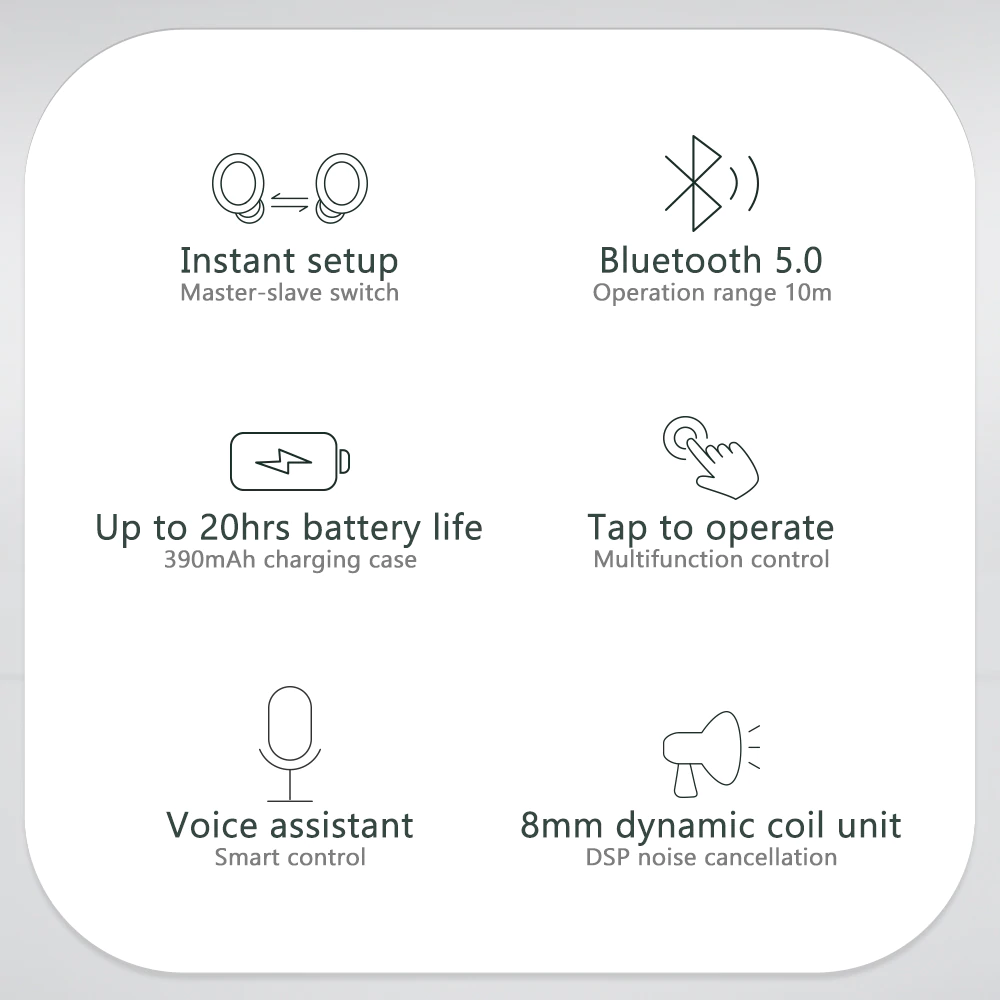 Instant setup
Master-slave switch
Bluetooth 5.0
Operation range 10m
Up to 20hrs battery life
390mAh charging case
Tap to operate
Multifunction control
Voice assistant
Smart control
8mm dynamic coil unit
DSP noise cancellation